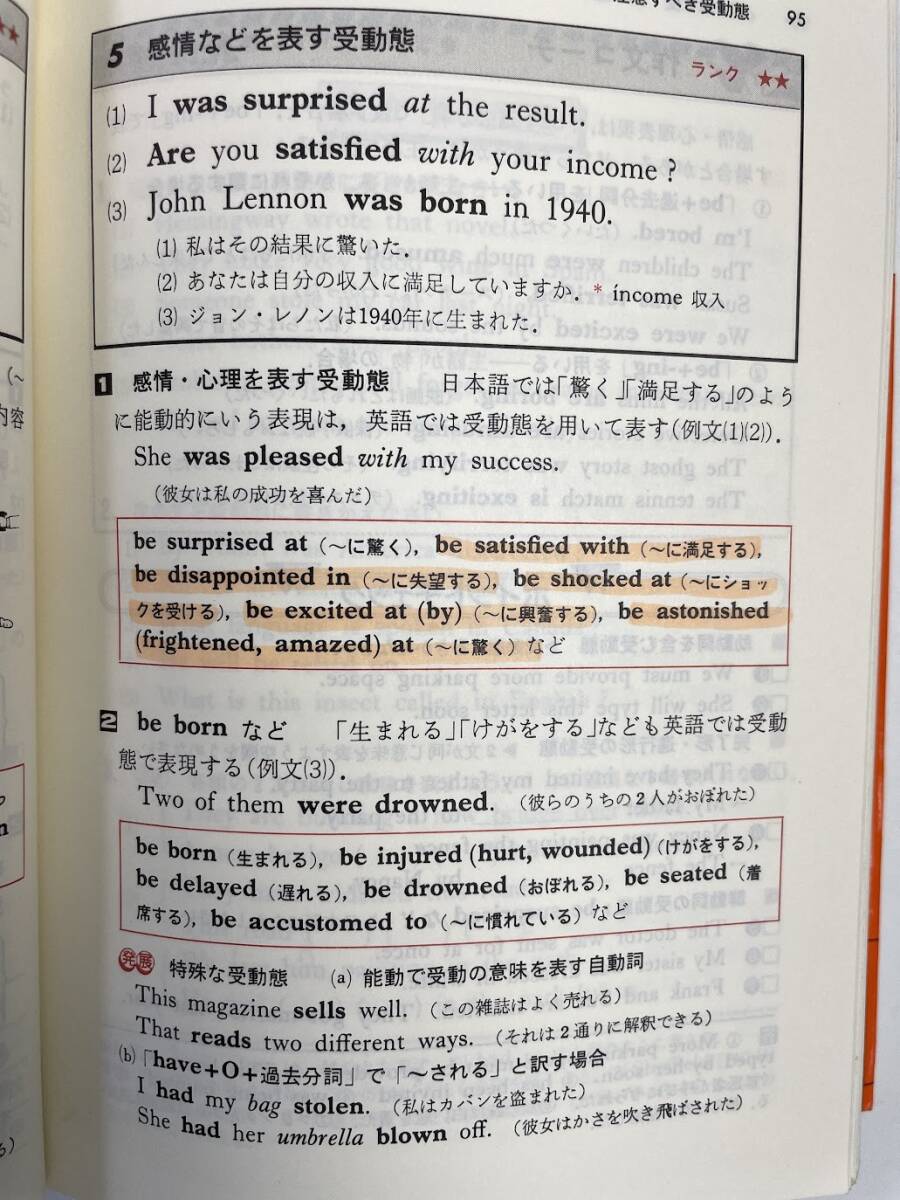 すべき受動態 95
5 感情などを表す受動態 ランク ★★
(1) I was surprised at the result.
(2) Are you satisfied with your income?
(3) John Lennon was born in 1940.
(1) 私はその結果に驚いた.
(2) あなたは自分の収入に満足していますか. * íncome 収入
(3) ジョン・レノンは1940年に生まれた.
1 感情・心理を表す受動態 日本語では「驚く」「満足する」のよう
に能動的にいう表現は, 英語では受動態を用いて表す(例文(1)(2)).
She was pleased with my success.
(彼女は私の成功を喜んだ)
be surprised at (～に驚く), be satisfied with (～に満足する),
be disappointed in (～に失望する), be shocked at (～にショッ
クを受ける), be excited at (by) (～に興奮する), be astonished
(frightened, amazed) at (～に驚く) など
2 be born など 「生まれる」「けがをする」なども英語では受動
態で表現する(例文(3)).
Two of them were drowned. (彼らのうちの2人がおぼれた)
be born (生まれる), be injured (hurt, wounded) (けがをする),
be delayed (遅れる), be drowned (おぼれる), be seated (着
席する), be accustomed to (～に慣れている) など
発展 特殊な受動態 (a) 能動で受動の意味を表す自動詞
This magazine sells well. (この雑誌はよく売れる)
That reads two different ways. (それは2通りに解釈できる)
(b) 「have+O+過去分詞」で「～される」と訳す場合
I had my bag stolen. (私はカバンを盗まれた)
She had her umbrella blown off. (彼女はかさを吹き飛ばされた)